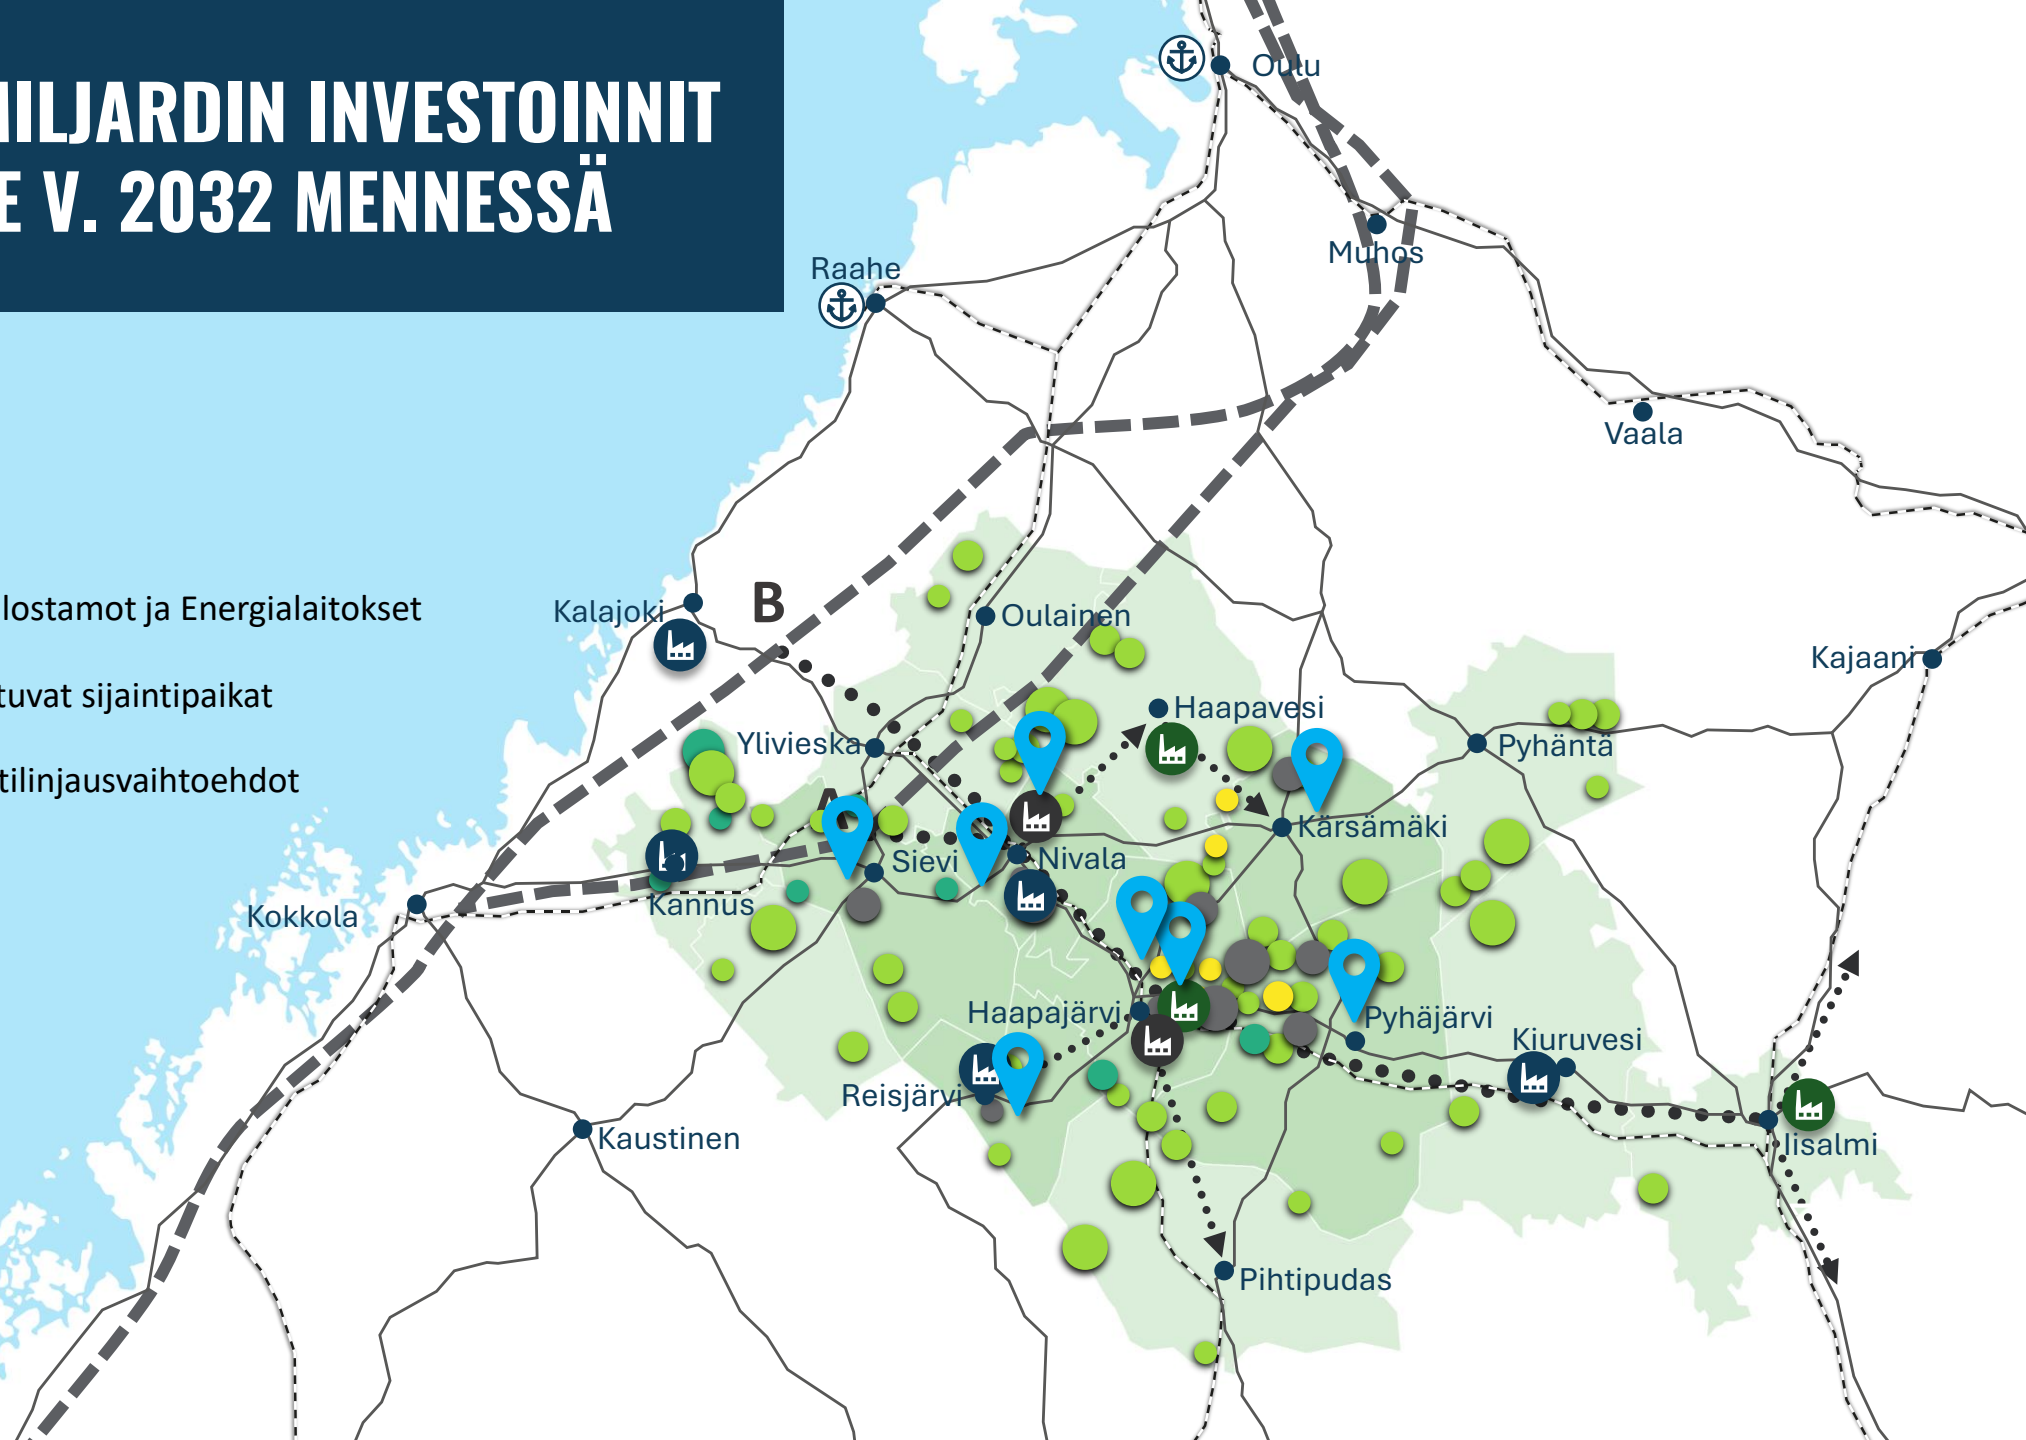 MILJARDIN INVESTOINNIT
E V. 2032 MENNESSÄ
Oulu
Muhos
Raahe
Vaala
lostamot ja Energialaitokset
tuvat sijaintipaikat
tilinjausvaihtoehdot
Kalajoki
B
Oulainen
Kajaani
Haapavesi
Ylivieska
Pyhäntä
A
Kärsämäki
Sievi
Nivala
Kannus
Kokkola
Haapajärvi
Pyhäjärvi
Kiuruvesi
Reisjärvi
Kaustinen
Iisalmi
Pihtipudas